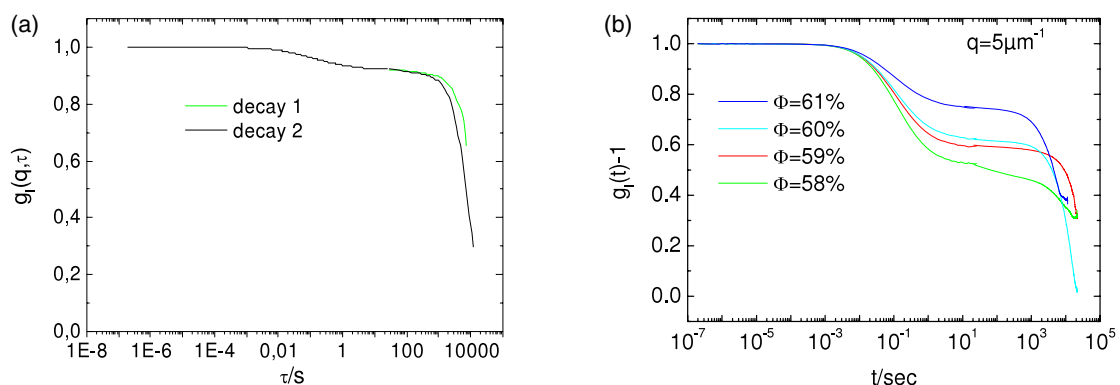 (a)
1,0
0,8
0,6
0,4
0,2
0,0
g_I(q,τ)
decay 1
decay 2
1E-8 1E-6 1E-4 0,01 1 100 10000
τ/s
(b)
q=5µm⁻¹
1.0
0.8
0.6
0.4
0.2
0.0
g_I(t)-1
Φ=61%
Φ=60%
Φ=59%
Φ=58%
10⁻⁷ 10⁻⁵ 10⁻³ 10⁻¹ 10¹ 10³ 10⁵
t/sec